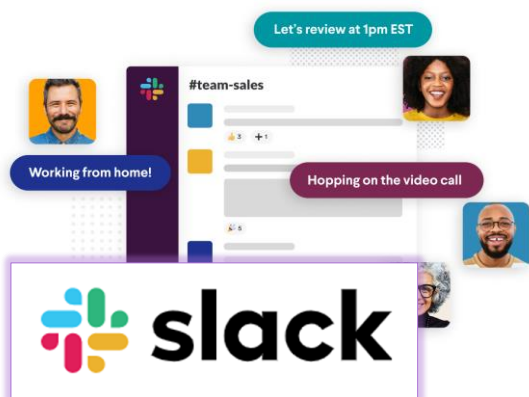 Let's review at 1pm EST
#team-sales
👍 3 +1
Working from home!
Hopping on the video call
🎉 5
slack